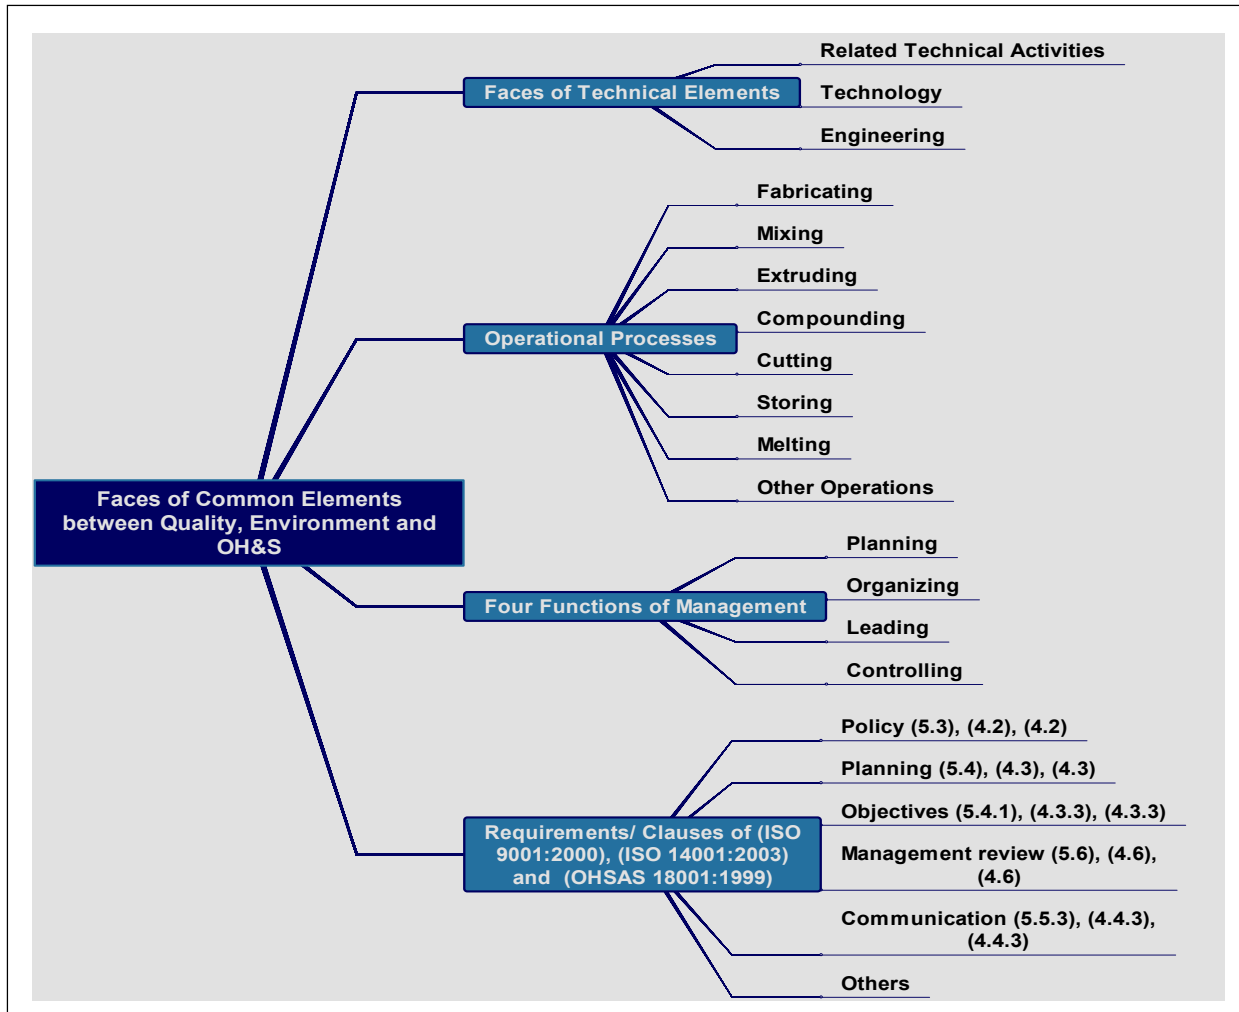 Related Technical Activities
Faces of Technical Elements
Technology
Engineering
Fabricating
Mixing
Extruding
Operational Processes
Compounding
Cutting
Storing
Melting
Other Operations
Faces of Common Elements
between Quality, Environment and
OH&S
Planning
Four Functions of Management
Organizing
Leading
Controlling
Policy (5.3), (4.2), (4.2)
Planning (5.4), (4.3), (4.3)
Objectives (5.4.1), (4.3.3), (4.3.3)
Requirements/ Clauses of (ISO
9001:2000), (ISO 14001:2003)
and  (OHSAS 18001:1999)
Management review (5.6), (4.6),
(4.6)
Communication (5.5.3), (4.4.3),
(4.4.3)
Others